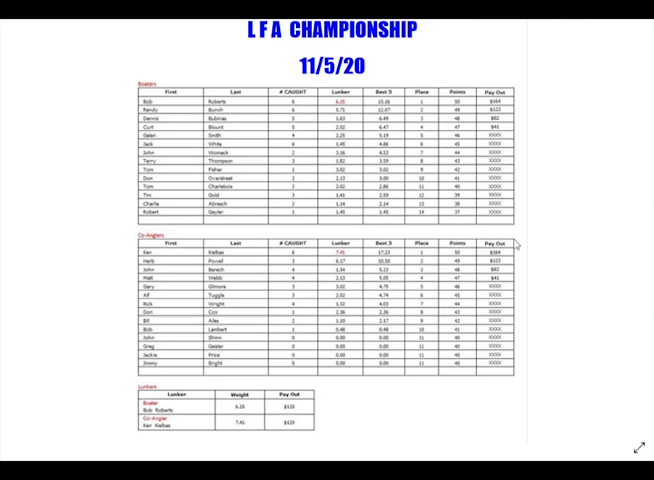 L F A CHAMPIONSHIP
11/5/20
Boaters
First Last # CAUGHT Lunker Best 5 Place Points Pay Out
Bob Roberts 6 6.15 15.16 1 50 $164
Randy Bunch 6 5.71 12.07 2 49 $123
Dennis Bubinas 5 1.63 6.49 3 48 $82
Curt Blount 5 2.02 6.47 4 47 $41
Galen Smith 4 2.25 5.19 5 46 XXXX
Jack White 6 1.45 4.86 6 45 XXXX
John Womack 2 3.16 4.53 7 44 XXXX
Terry Thompson 3 1.82 3.59 8 43 XXXX
Tom Fisher 1 3.02 3.02 9 42 XXXX
Don Overstreet 2 2.13 3.00 10 41 XXXX
Tom Charlebois 2 2.02 2.86 11 40 XXXX
Tim Gold 3 1.41 2.59 12 39 XXXX
Charlie Abresch 2 1.14 2.14 13 38 XXXX
Robert Gayler 1 1.45 1.45 14 37 XXXX
Co-Anglers
First Last # CAUGHT Lunker Best 5 Place Points Pay Out
Ken Kielbas 6 7.41 17.23 1 50 $164
Herb Powell 3 6.17 10.50 2 49 $123
John Barach 4 1.54 5.23 3 48 $82
Matt Webb 4 2.13 5.05 4 47 $41
Gary Gilmore 3 3.02 4.75 5 46 XXXX
Alf Tuggle 3 2.02 4.74 6 45 XXXX
Rick Wright 4 1.32 4.03 7 44 XXXX
Don Cox 1 2.36 2.36 8 43 XXXX
Bill Ailes 2 1.10 2.17 9 42 XXXX
Bob Lambert 1 0.48 0.48 10 41 XXXX
John Shinn 0 0.00 0.00 11 40 XXXX
Greg Geisler 0 0.00 0.00 11 40 XXXX
Jackie Price 0 0.00 0.00 11 40 XXXX
Jimmy Bright 0 0.00 0.00 11 40 XXXX
Lunkers
Lunker Weight Pay Out
Boater
Bob Roberts 6.15 $120
Co-Angler
Ken Kielbas 7.41 $120